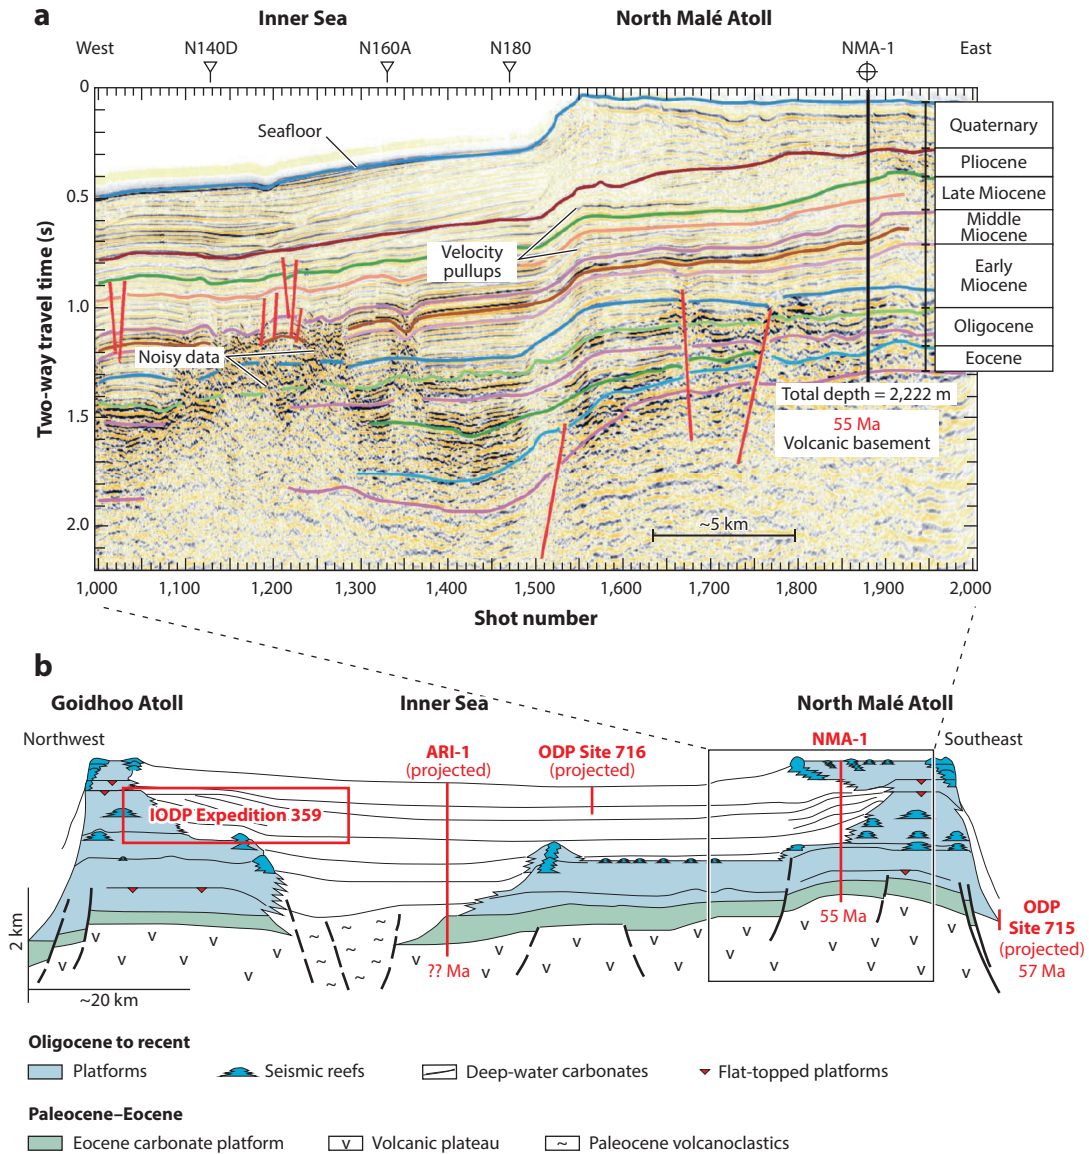 a
Inner Sea
North Malé Atoll
West
N140D
N160A
N180
NMA-1
East
0
0.5
1.0
1.5
2.0
Two-way travel time (s)
Seafloor
Velocity
pullups
Noisy data
Quaternary
Pliocene
Late Miocene
Middle
Miocene
Early
Miocene
Oligocene
Eocene
Total depth = 2,222 m
55 Ma
Volcanic basement
~5 km
1,000
1,100
1,200
1,300
1,400
1,500
1,600
1,700
1,800
1,900
2,000
Shot number
b
Goidhoo Atoll
Inner Sea
North Malé Atoll
Northwest
ARI-1
(projected)
ODP Site 716
(projected)
NMA-1
Southeast
IODP Expedition 359
2 km
~20 km
?? Ma
55 Ma
ODP
Site 715
(projected)
57 Ma
Oligocene to recent
Platforms
Seismic reefs
Deep-water carbonates
Flat-topped platforms
Paleocene–Eocene
Eocene carbonate platform
v Volcanic plateau
~ Paleocene volcanoclastics